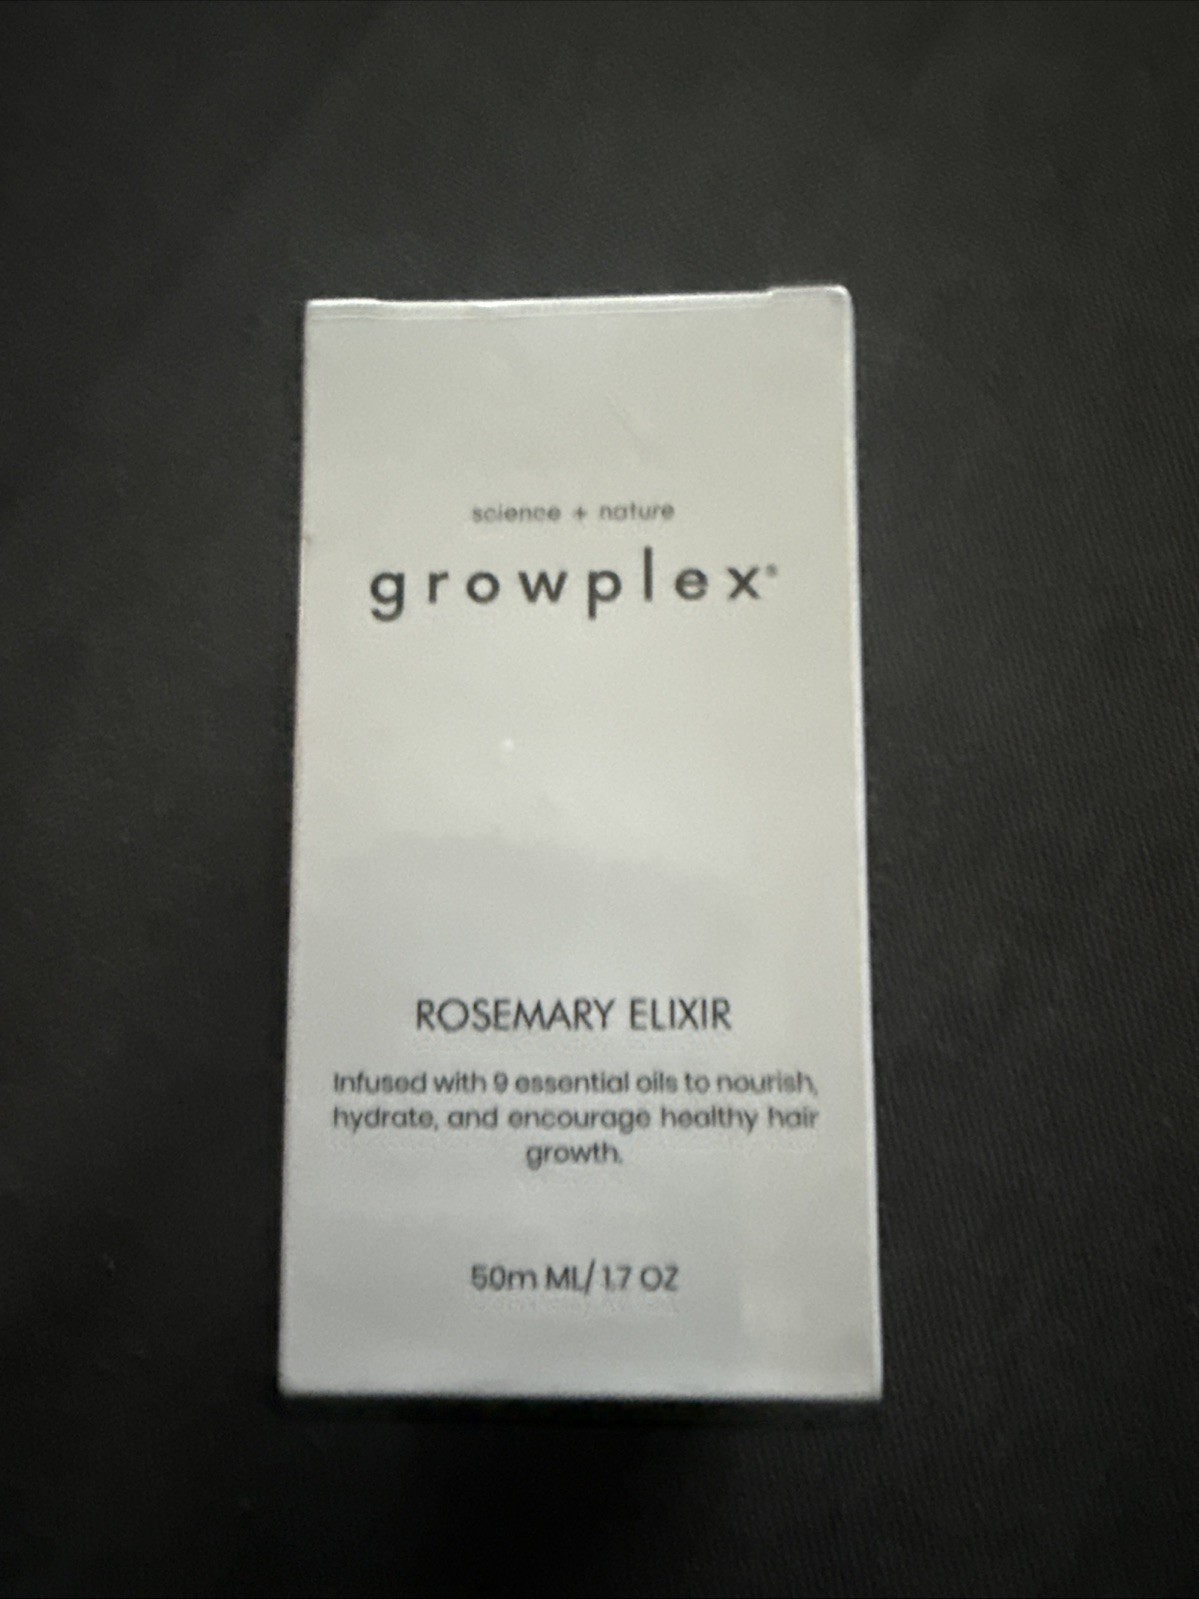 science + nature
growplex®
ROSEMARY ELIXIR
Infused with 9 essential oils to nourish,
hydrate, and encourage healthy hair
growth.
50m ML/ 1.7 OZ